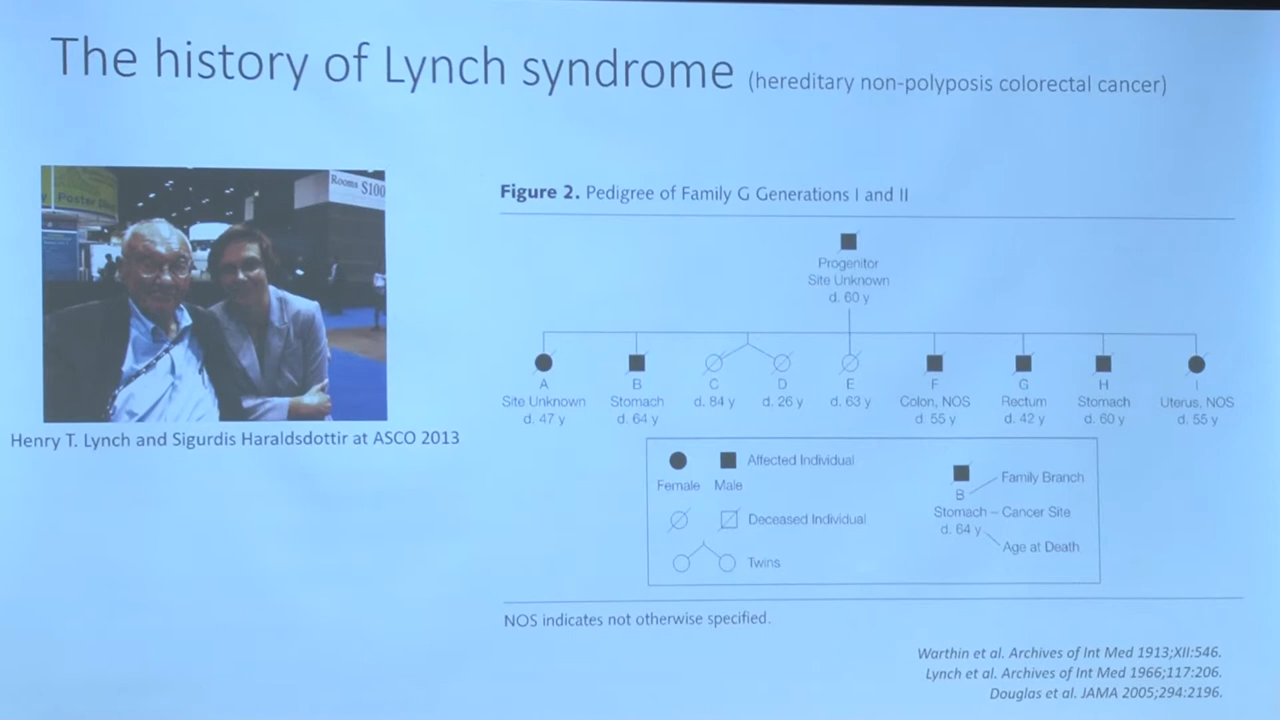 The history of Lynch syndrome (hereditary non-polyposis colorectal cancer)
Rooms $100
Poster
Henry T. Lynch and Sigurdis Haraldsdottir at ASCO 2013
Figure 2. Pedigree of Family G Generations I and II
Progenitor
Site Unknown
d. 60 y
A B C D E F G H I
Site Unknown Stomach d. 84 y d. 26 y d. 63 y Colon, NOS Rectum Stomach Uterus, NOS
d. 47 y d. 64 y d. 55 y d. 42 y d. 60 y d. 55 y
Affected Individual
Female Male
Deceased Individual
Twins
Family Branch
B
Stomach – Cancer Site
d. 64 y
Age at Death
NOS indicates not otherwise specified.
Warthin et al. Archives of Int Med 1913;XII:546.
Lynch et al. Archives of Int Med 1966;117:206.
Douglas et al. JAMA 2005;294:2196.